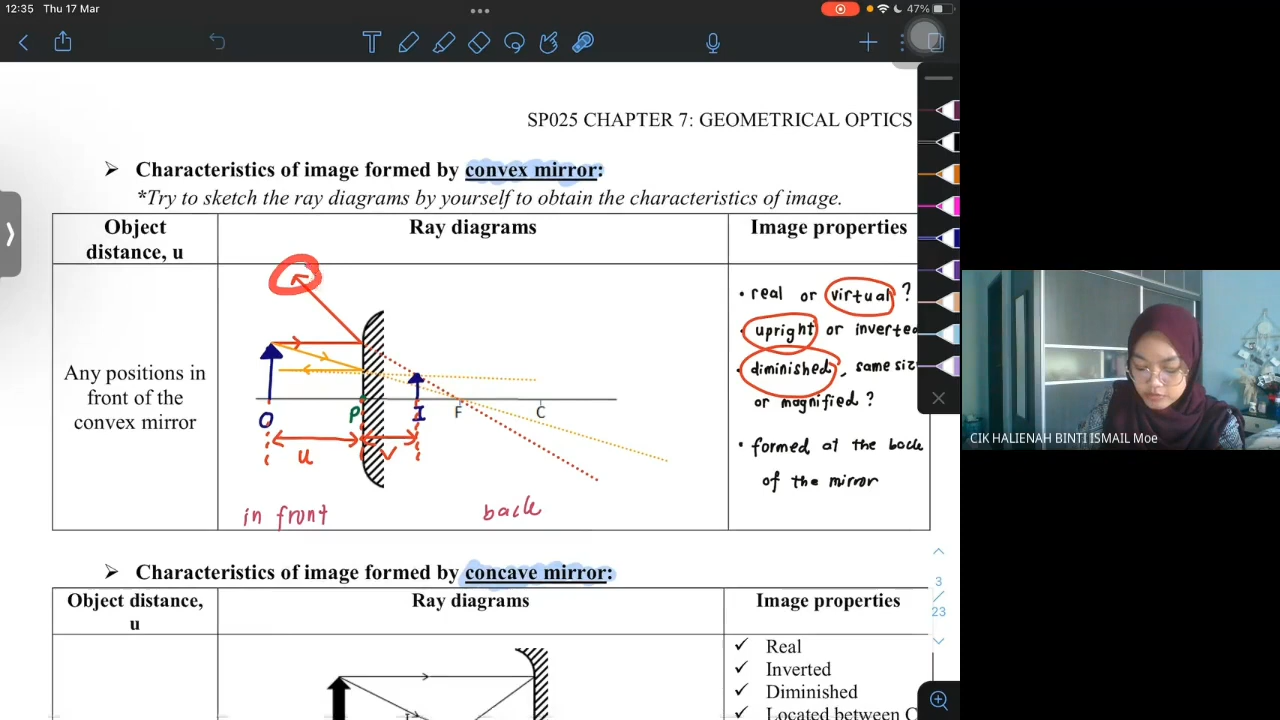 12:35 Thu 17 Mar
47%
SP025 CHAPTER 7: GEOMETRICAL OPTICS
Characteristics of image formed by convex mirror:
*Try to sketch the ray diagrams by yourself to obtain the characteristics of image.
Object distance, u
Ray diagrams
Image properties
Any positions in front of the convex mirror
O
P
I
F
C
u
v
in front
back
• real or virtual ?
• upright or inverted
• diminished, same siz
or magnified ?
• formed at the back
of the mirror
CIK HALIENAH BINTI ISMAIL Moe
Characteristics of image formed by concave mirror:
Object distance, u
Ray diagrams
Image properties
✓ Real
✓ Inverted
✓ Diminished
✓ Located between C
3
/
23